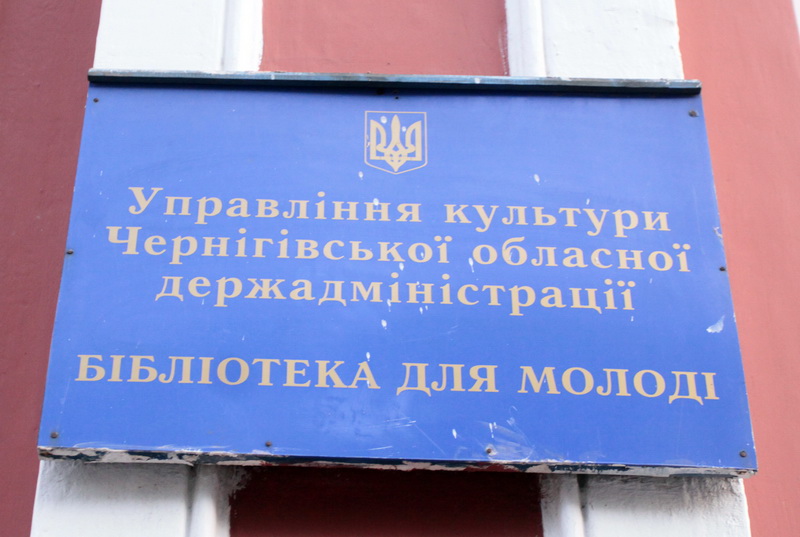 Управління культури
Чернігівської обласної
держадміністрації
БІБЛІОТЕКА ДЛЯ МОЛОДІ